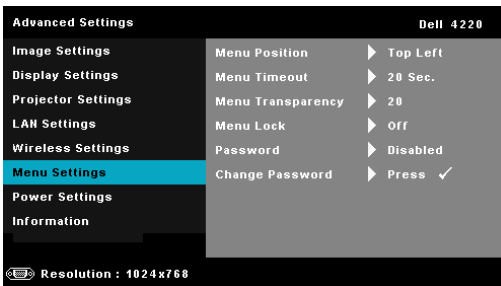 Advanced Settings Dell 4220
Image Settings
Display Settings
Projector Settings
LAN Settings
Wireless Settings
Menu Settings
Power Settings
Information
Menu Position Top Left
Menu Timeout 20 Sec.
Menu Transparency 20
Menu Lock Off
Password Disabled
Change Password Press ✓
Resolution : 1024x768